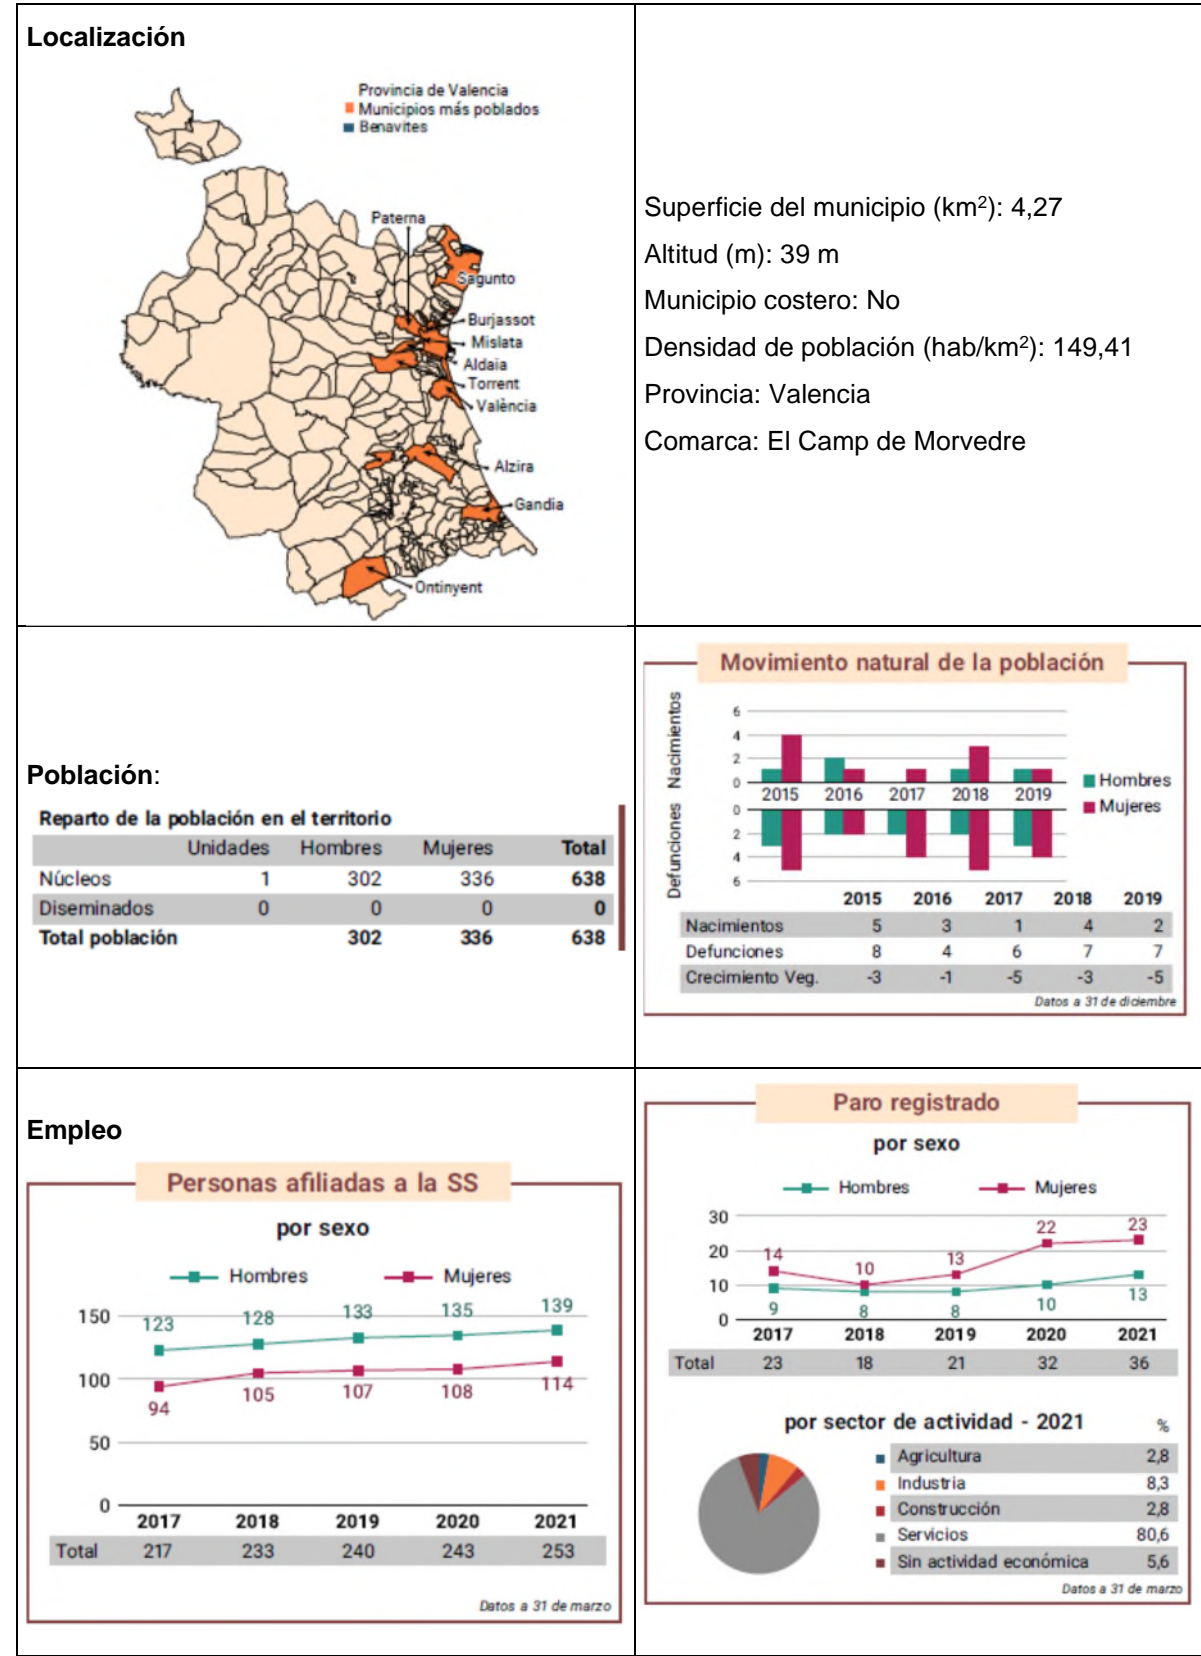 Localización
Provincia de Valencia
Municipios más poblados
Benavites
Paterna
Sagunto
Burjassot
Mislata
Aldaia
Torrent
València
Alzira
Gandia
Ontinyent
Superficie del municipio (km²): 4,27
Altitud (m): 39 m
Municipio costero: No
Densidad de población (hab/km²): 149,41
Provincia: Valencia
Comarca: El Camp de Morvedre
Población:
Reparto de la población en el territorio
Unidades Hombres Mujeres Total
Núcleos 1 302 336 638
Diseminados 0 0 0 0
Total población 302 336 638
Movimiento natural de la población
Nacimientos
6
4
2
0
2015 2016 2017 2018 2019
Hombres
Mujeres
Defunciones
0
2
4
6
2015 2016 2017 2018 2019
Nacimientos 5 3 1 4 2
Defunciones 8 4 6 7 7
Crecimiento Veg. -3 -1 -5 -3 -5
Datos a 31 de diciembre
Empleo
Personas afiliadas a la SS
por sexo
Hombres Mujeres
150
100
50
0
123 128 133 135 139
94 105 107 108 114
2017 2018 2019 2020 2021
Total 217 233 240 243 253
Datos a 31 de marzo
Paro registrado
por sexo
Hombres Mujeres
30
20
10
0
14 10 13 22 23
9 8 8 10 13
2017 2018 2019 2020 2021
Total 23 18 21 32 36
por sector de actividad - 2021 %
Agricultura 2,8
Industria 8,3
Construcción 2,8
Servicios 80,6
Sin actividad económica 5,6
Datos a 31 de marzo